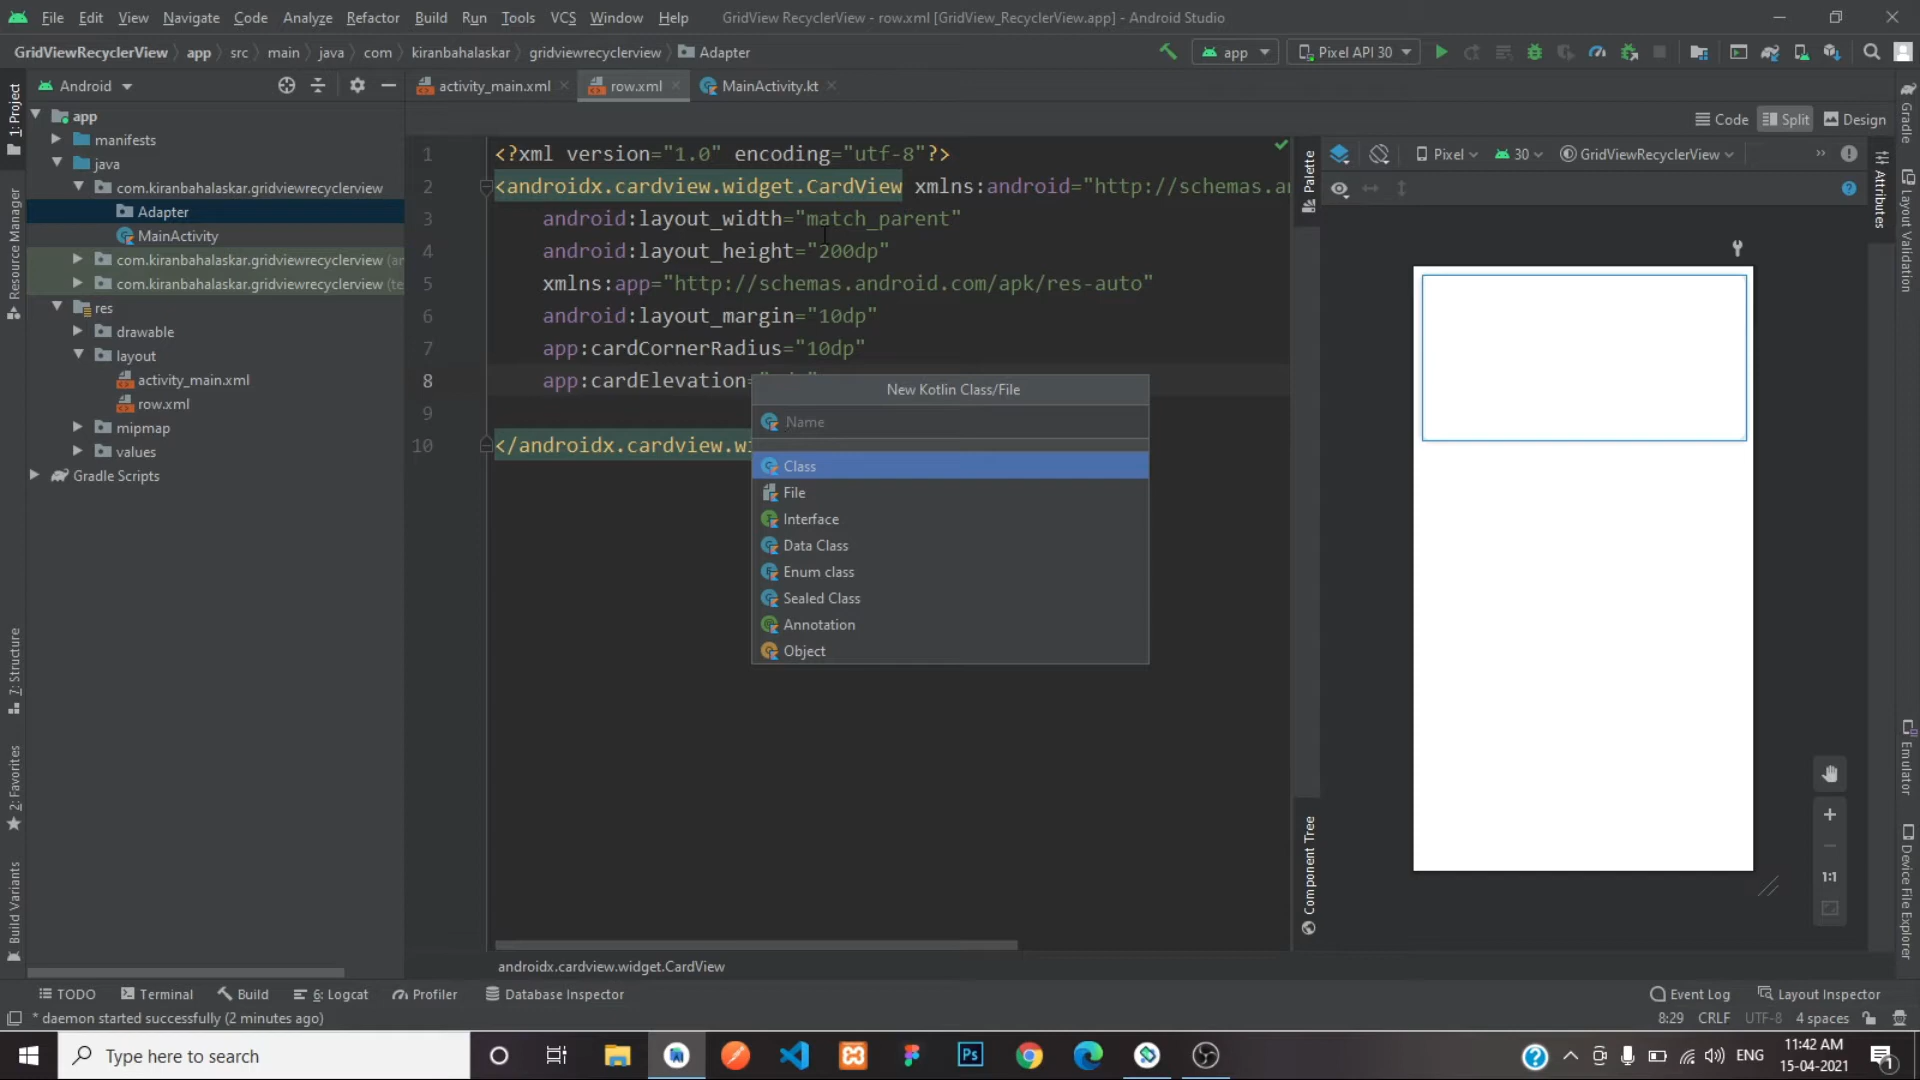 File Edit View Navigate Code Analyze Refactor Build Run Tools VCS Window Help GridView RecyclerView - row.xml [GridView_RecyclerView.app] - Android Studio
GridViewRecyclerView app src main java com kiranbahalaskar gridviewrecyclerview Adapter app Pixel API 30
Android activity_main.xml row.xml MainActivity.kt
Code Split Design
1: Project
Resource Manager
7: Structure
2: Favorites
Build Variants
app
manifests
java
com.kiranbahalaskar.gridviewrecyclerview
Adapter
MainActivity
com.kiranbahalaskar.gridviewrecyclerview (ar
com.kiranbahalaskar.gridviewrecyclerview (te
res
drawable
layout
activity_main.xml
row.xml
mipmap
values
Gradle Scripts
1 <?xml version="1.0" encoding="utf-8"?>
2 <androidx.cardview.widget.CardView xmlns:android="http://schemas.an
3 android:layout_width="match_parent"
4 android:layout_height="200dp"
5 xmlns:app="http://schemas.android.com/apk/res-auto"
6 android:layout_margin="10dp"
7 app:cardCornerRadius="10dp"
8 app:cardElevation=
9
10 </androidx.cardview.wi
New Kotlin Class/File
Name
Class
File
Interface
Data Class
Enum class
Sealed Class
Annotation
Object
Palette
Component Tree
Pixel 30 GridViewRecyclerView
1:1
Attributes
Gradle
Layout Validation
Emulator
Device File Explorer
androidx.cardview.widget.CardView
TODO Terminal Build 6: Logcat Profiler Database Inspector Event Log Layout Inspector
* daemon started successfully (2 minutes ago) 8:29 CRLF UTF-8 4 spaces
Type here to search
Ps
ENG
11:42 AM
15-04-2021
1